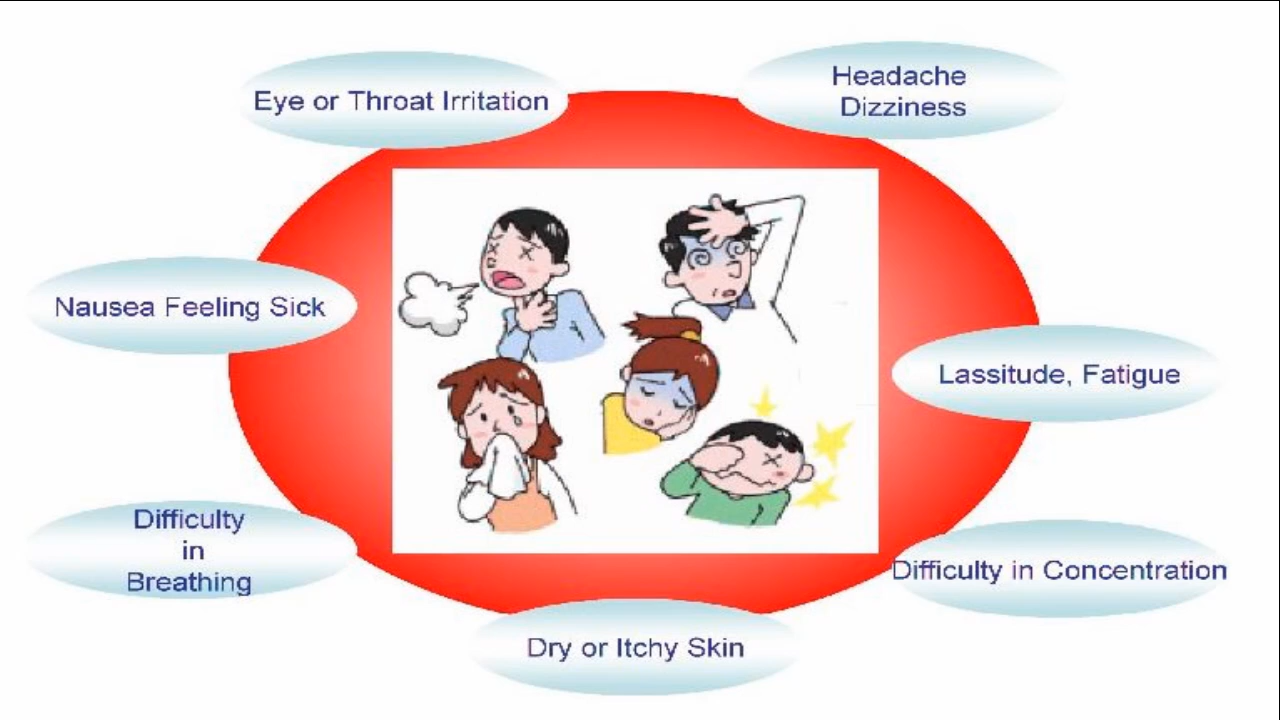 Eye or Throat Irritation
Headache
Dizziness
Nausea Feeling Sick
Lassitude, Fatigue
Difficulty
in
Breathing
Difficulty in Concentration
Dry or Itchy Skin